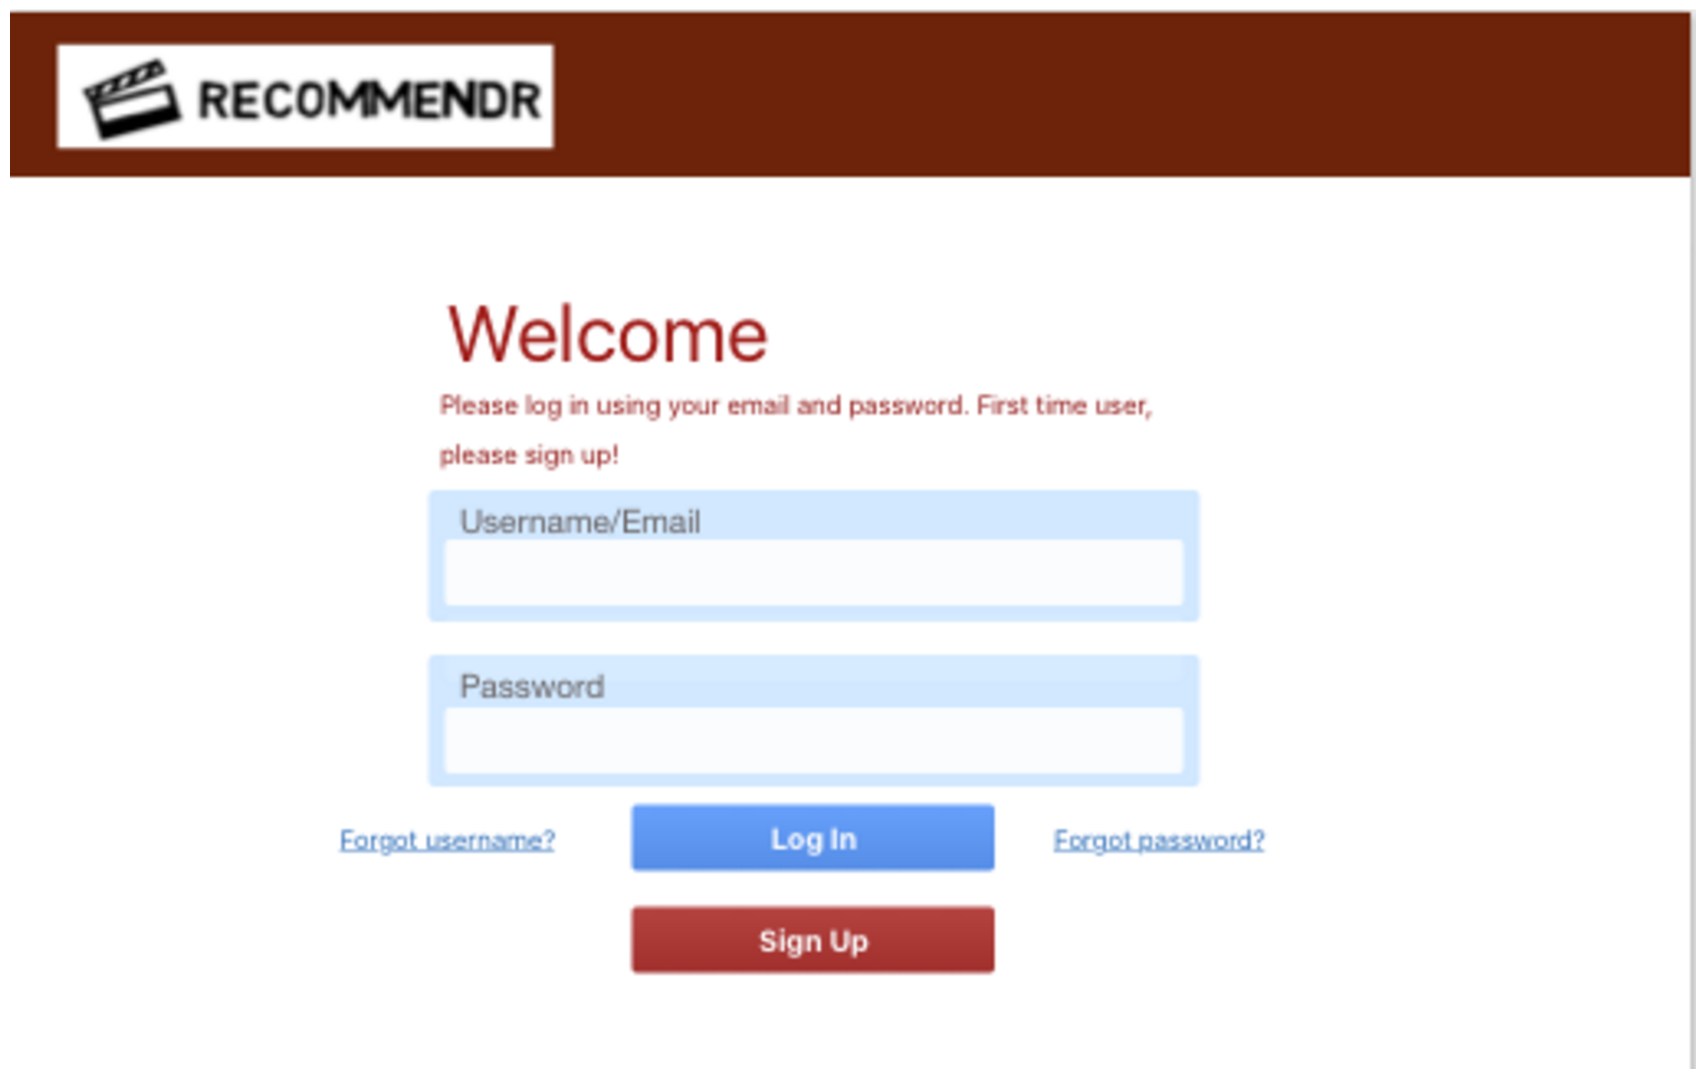 RECOMMENDR
Welcome
Please log in using your email and password. First time user,
please sign up!
Username/Email
Password
Forgot username? Log In Forgot password?
Sign Up